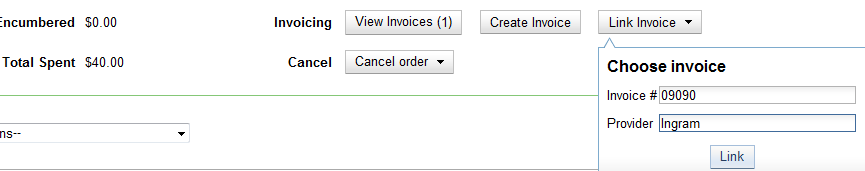 Encumbered $0.00 Invoicing View Invoices (1) Create Invoice Link Invoice
Total Spent $40.00 Cancel Cancel order
Choose invoice
Invoice # 09090
Provider Ingram
ns--
Link